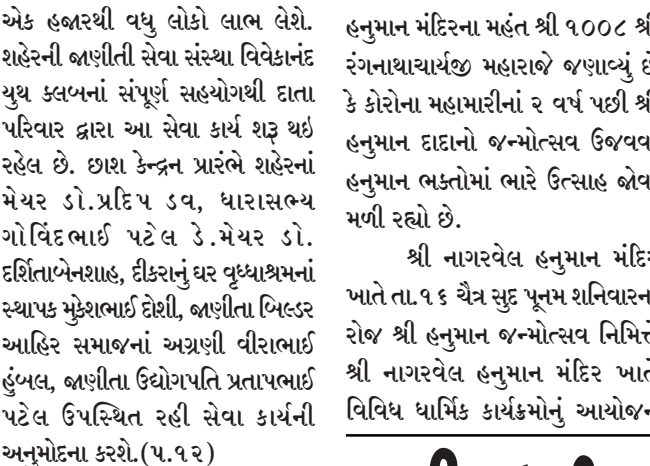 એક હજારથી વધુ લોકો લાભ લેશે.
શહેરની જાણીતી સેવા સંસ્થા વિવેકાનંદ
યુથ ક્લબનાં સંપૂર્ણ સહયોગથી દાતા
પરિવાર દ્વારા આ સેવા કાર્ય શરૂ થઇ
રહેલ છે. છાશ કેન્દ્રન પ્રારંભે શહેરનાં
મેયર ડો.પ્રદિપ ડવ, ધારાસભ્ય
ગોવિંદભાઈ પટેલ ડે.મેયર ડો.
દર્શિતાબેનશાહ, દીકરાનું ઘર વૃધ્ધાશ્રમનાં
સ્થાપક મુકેશભાઈ દોશી, જાણીતા બિલ્ડર
આહિર સમાજનાં અગ્રણી વીરાભાઈ
હુંબલ, જાણીતા ઉદ્યોગપતિ પ્રતાપભાઈ
પટેલ ઉપસ્થિત રહી સેવા કાર્યની
અનુમોદના કરશે.(પ.૧૨)
હનુમાન મંદિરના મહંત શ્રી ૧૦૦૮ શ્રી
રંગનાથાચાર્યજી મહારાજે જણાવ્યું છે
કે કોરોના મહામારીનાં ૨ વર્ષ પછી શ્રી
હનુમાન દાદાનો જન્મોત્સવ ઉજવવ
હનુમાન ભક્તોમાં ભારે ઉત્સાહ જોવ
મળી રહ્યો છે.
શ્રી નાગરવેલ હનુમાન મંદિર
ખાતે તા.૧૬ ચૈત્ર સુદ પૂનમ શનિવારન
રોજ શ્રી હનુમાન જન્મોત્સવ નિમિત્તે
શ્રી નાગરવેલ હનુમાન મંદિર ખાતે
વિવિધ ધાર્મિક કાર્યક્રમોનું આયોજન